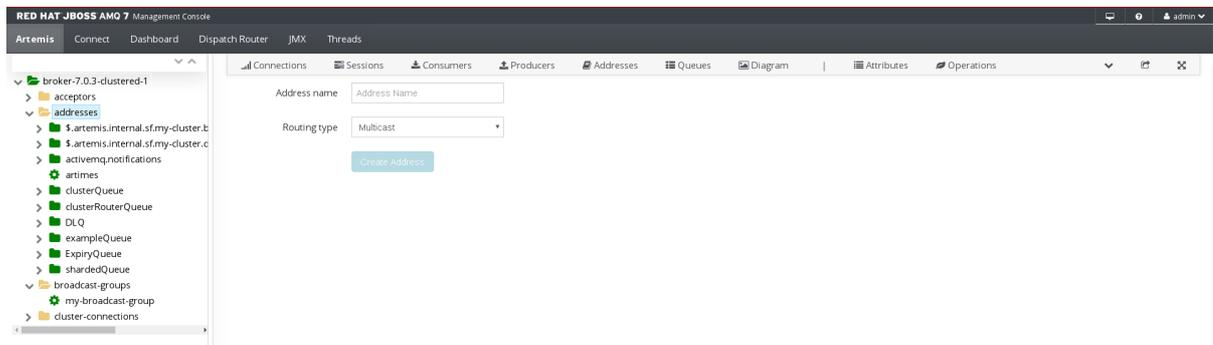 RED HAT JBOSS AMQ 7 Management Console
admin
Artemis Connect Dashboard Dispatch Router JMX Threads
Connections Sessions Consumers Producers Addresses Queues Diagram | Attributes Operations
broker-7.0.3-clustered-1
acceptors
addresses
$.artemis.internal.sf.my-cluster.b
$.artemis.internal.sf.my-cluster.c
activemq.notifications
artimes
clusterQueue
clusterRouterQueue
DLQ
exampleQueue
ExpiryQueue
shardedQueue
broadcast-groups
my-broadcast-group
cluster-connections
Address name Address Name
Routing type Multicast
Create Address